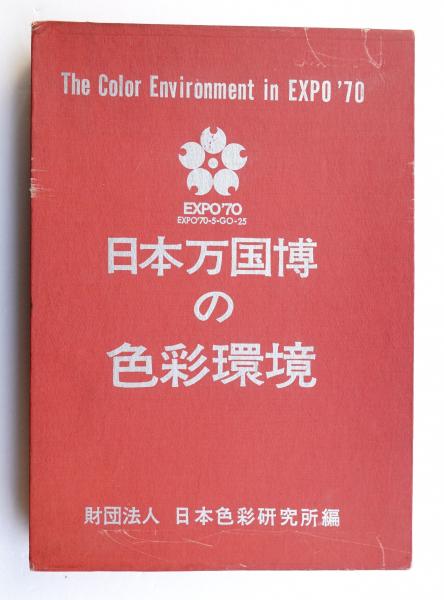 The Color Environment in EXPO '70
EXPO'70
EXPO'70-5-GO-25
日本万国博
の
色彩環境
財団法人 日本色彩研究所編